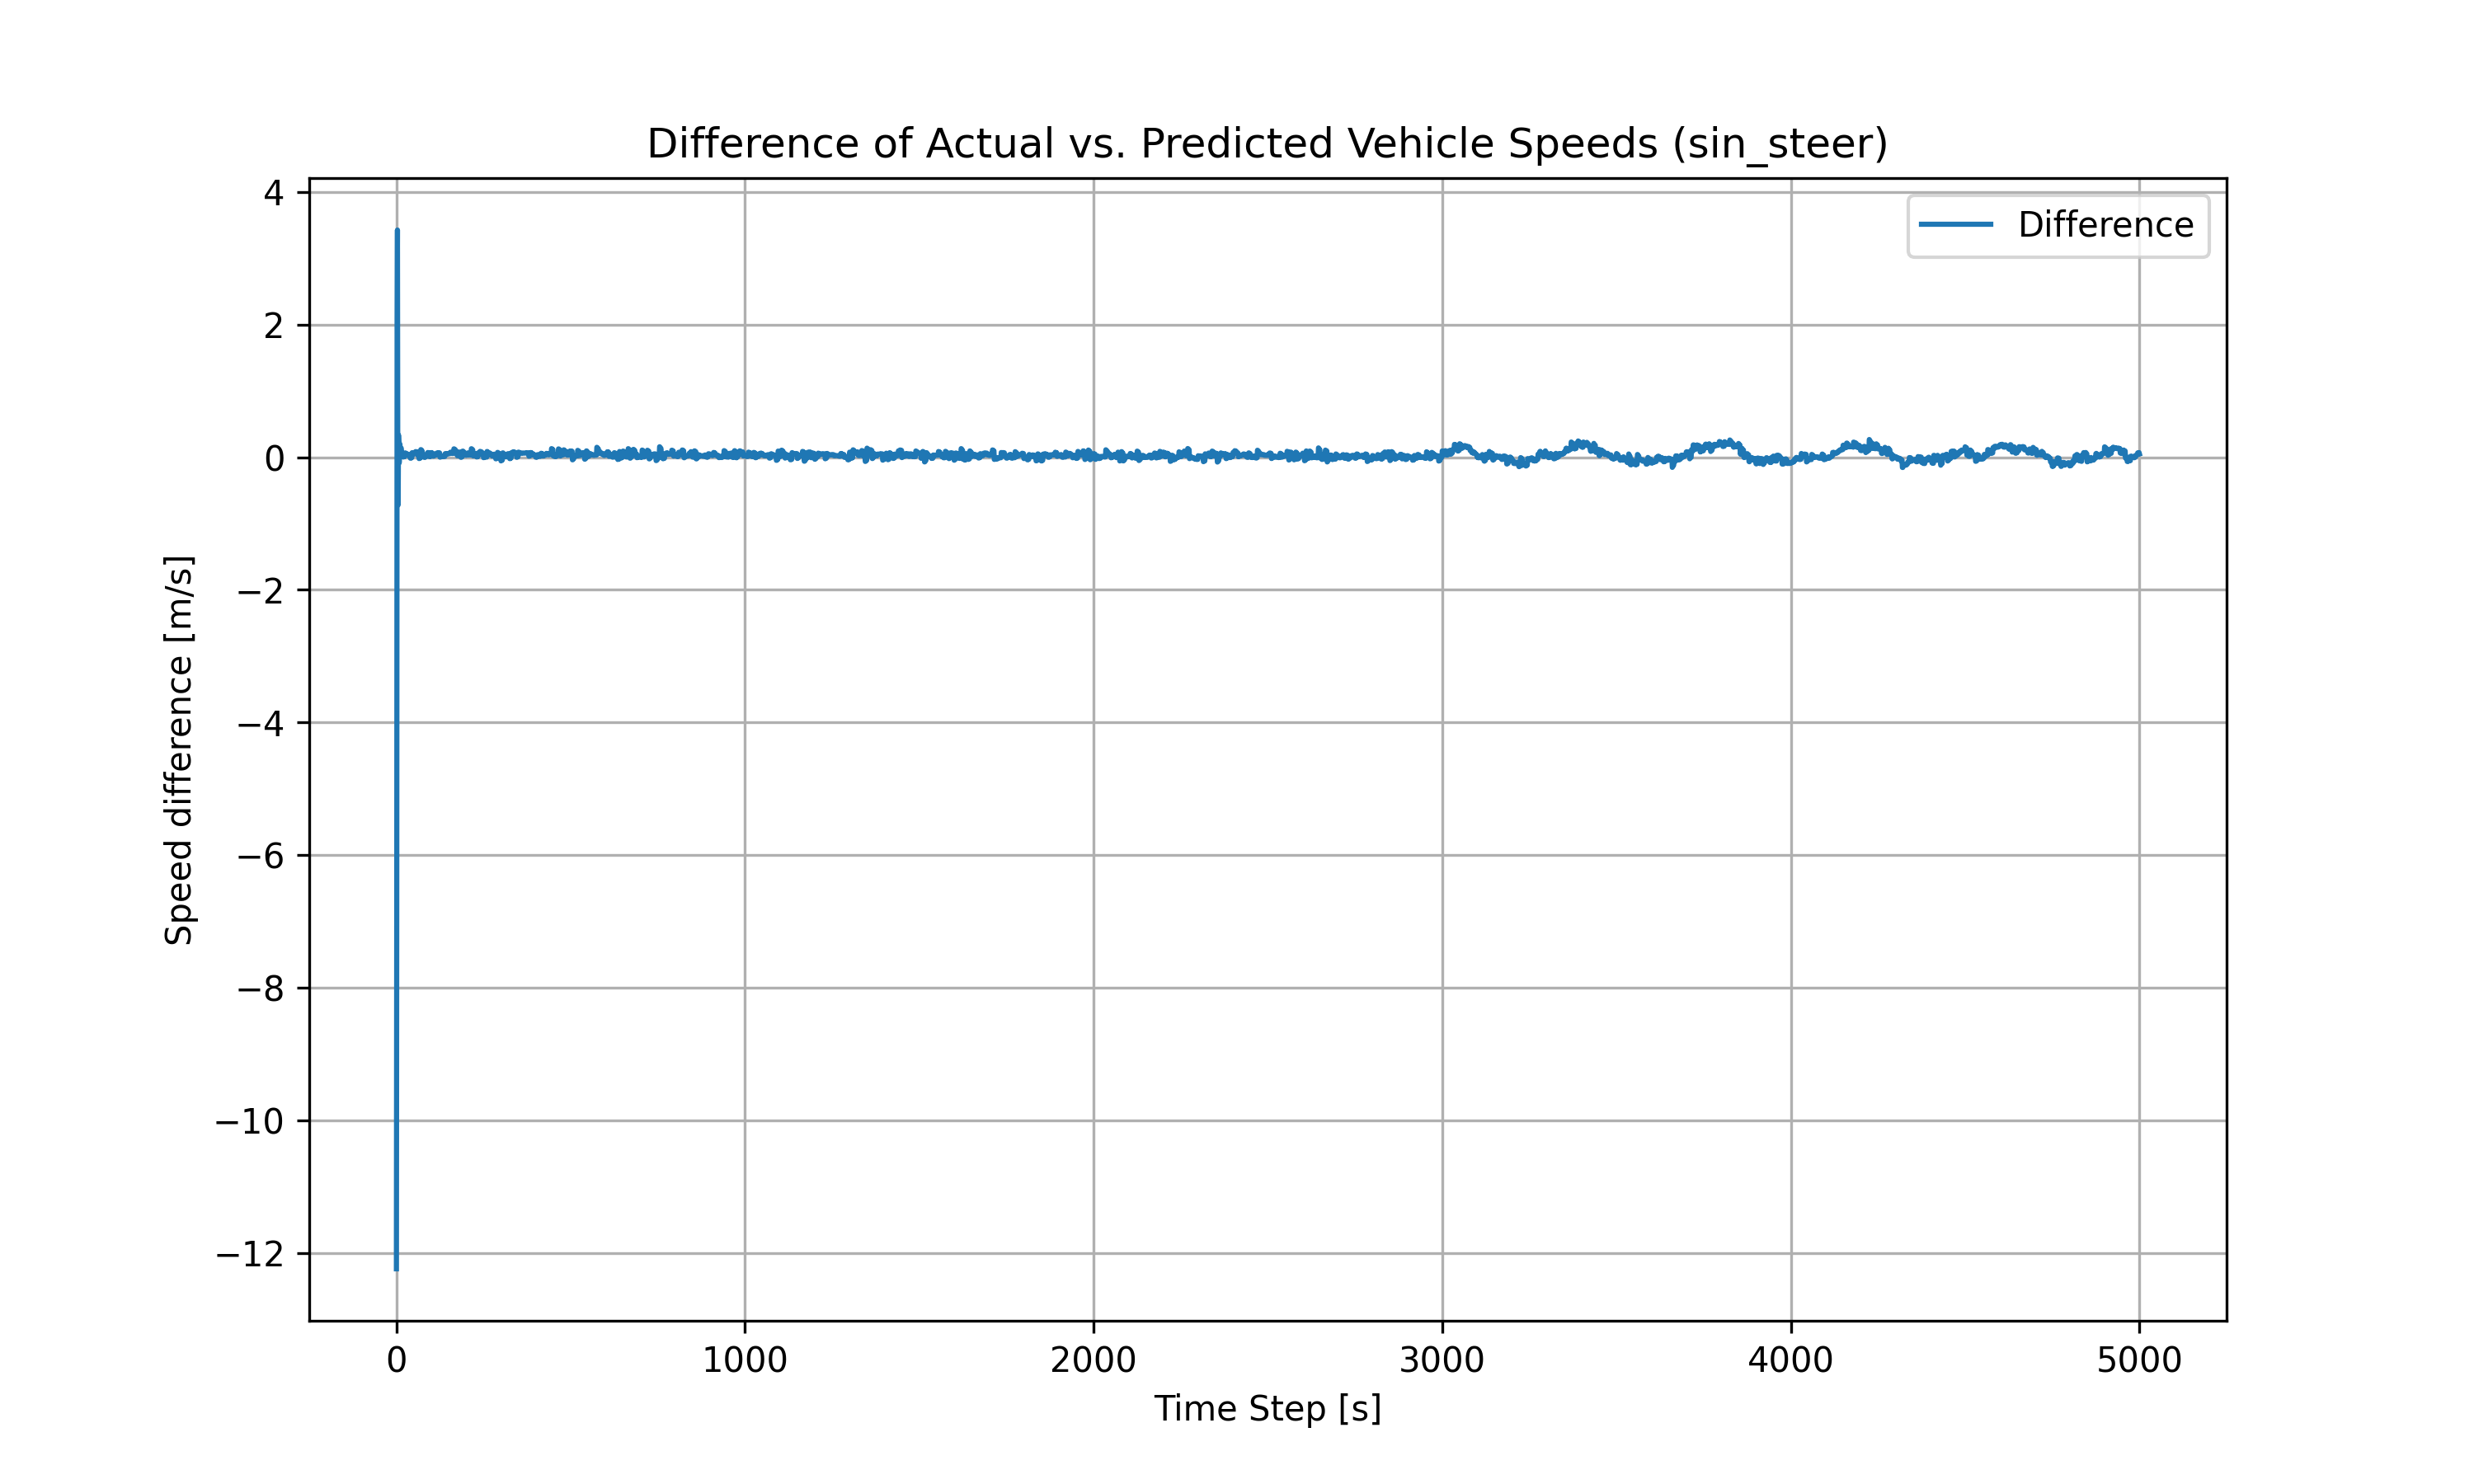 Difference of Actual vs. Predicted Vehicle Speeds (sin_steer)
Difference
4
2
0
−2
−4
−6
−8
−10
−12
Speed difference [m/s]
0 1000 2000 3000 4000 5000
Time Step [s]